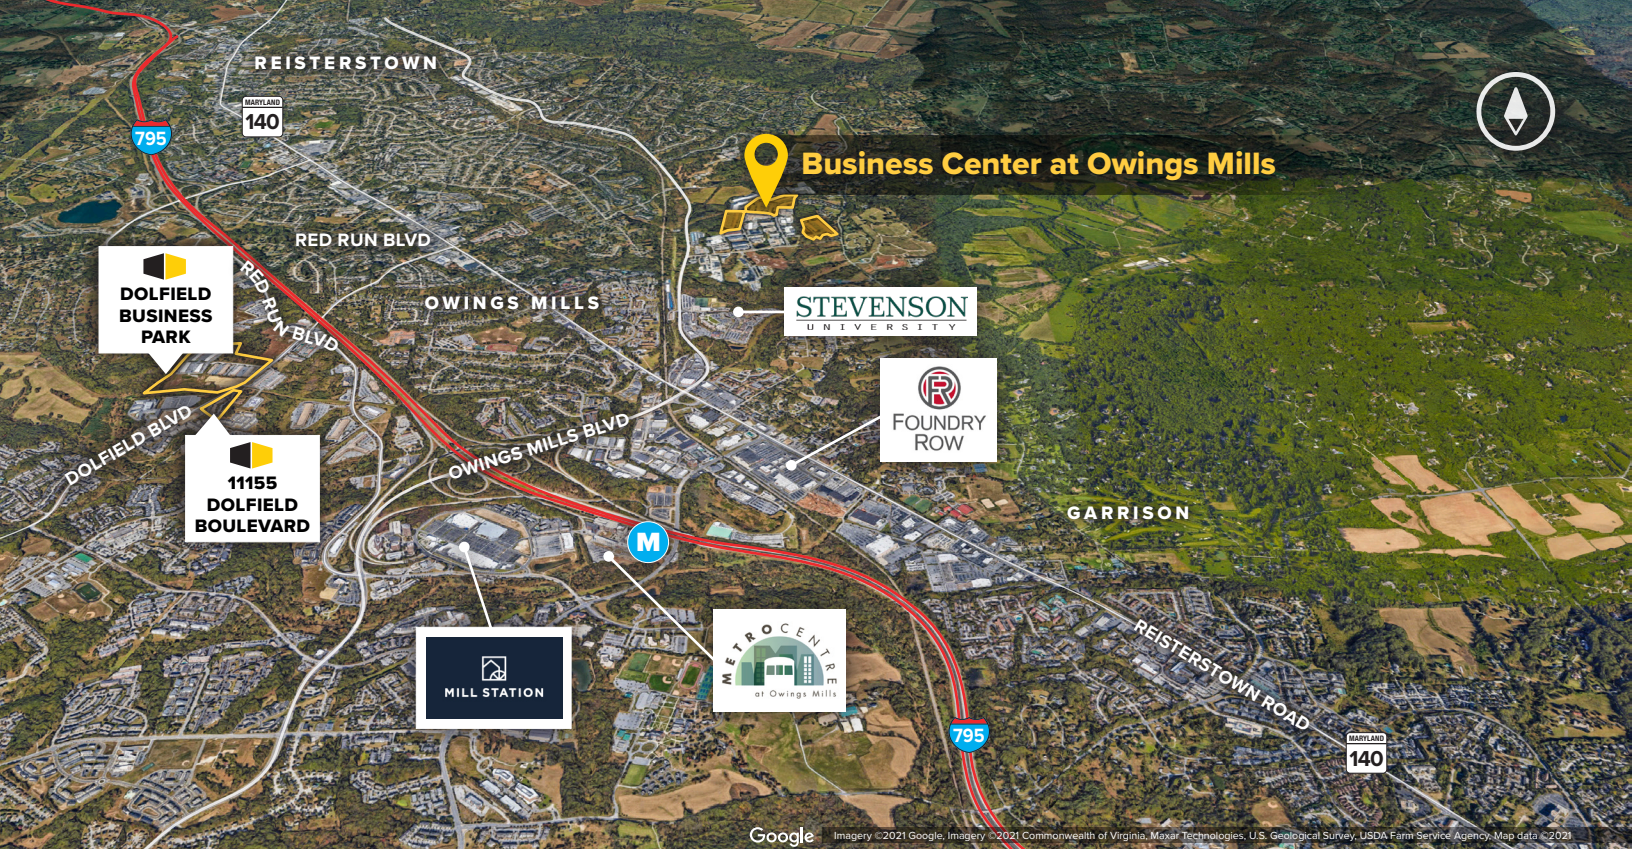 REISTERSTOWN
MARYLAND
140
795
Business Center at Owings Mills
RED RUN BLVD
RED RUN BLVD
DOLFIELD
BUSINESS
PARK
OWINGS MILLS
STEVENSON
UNIVERSITY
FR
FOUNDRY
ROW
DOLFIELD BLVD
OWINGS MILLS BLVD
11155
DOLFIELD
BOULEVARD
GARRISON
M
MILL STATION
METROCENTRE
at Owings Mills
REISTERSTOWN ROAD
795
MARYLAND
140
Google
Imagery ©2021 Google, Imagery ©2021 Commonwealth of Virginia, Maxar Technologies, U.S. Geological Survey, USDA Farm Service Agency, Map data ©2021